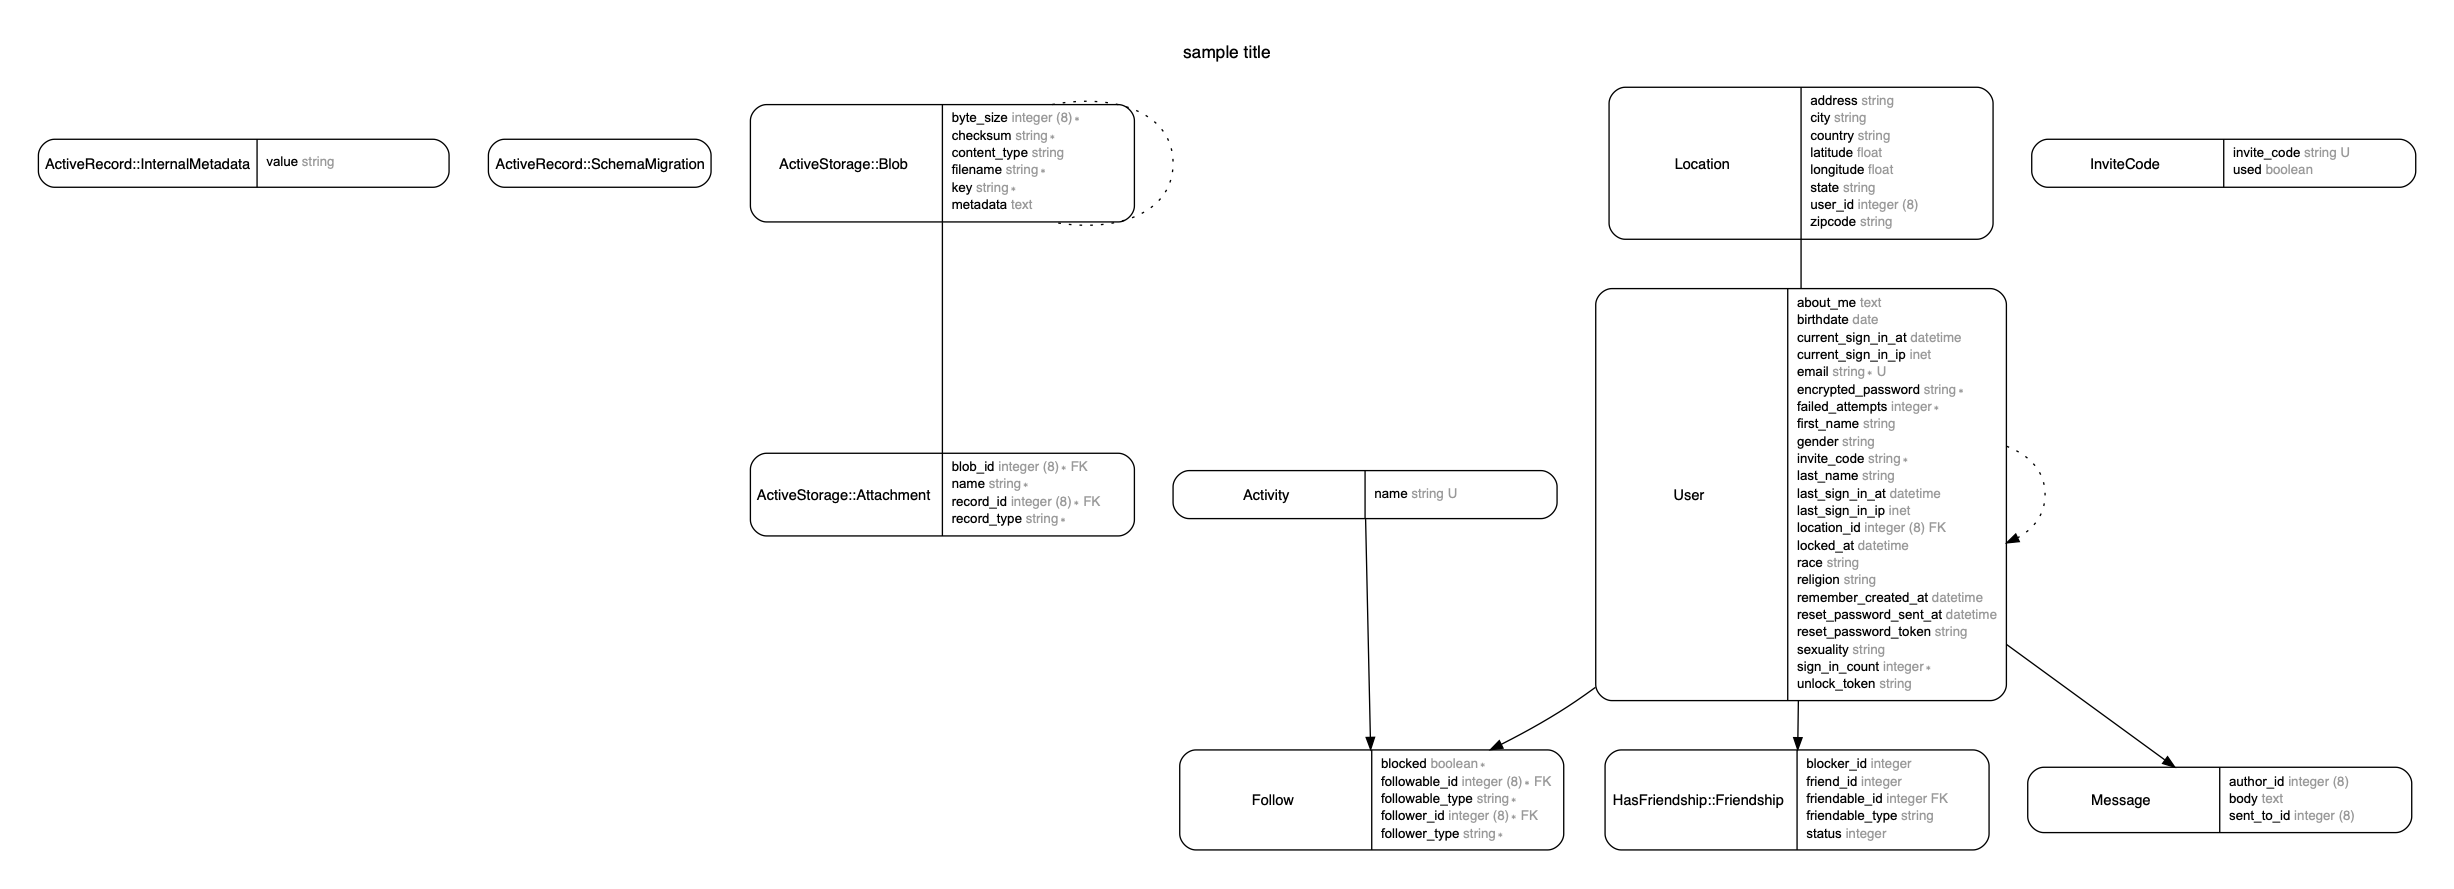 sample title
ActiveRecord::InternalMetadata
value string
ActiveRecord::SchemaMigration
ActiveStorage::Blob
byte_size integer (8)∗
checksum string∗
content_type string
filename string∗
key string∗
metadata text
Location
address string
city string
country string
latitude float
longitude float
state string
user_id integer (8)
zipcode string
InviteCode
invite_code string U
used boolean
ActiveStorage::Attachment
blob_id integer (8)∗ FK
name string∗
record_id integer (8)∗ FK
record_type string∗
Activity
name string U
User
about_me text
birthdate date
current_sign_in_at datetime
current_sign_in_ip inet
email string∗ U
encrypted_password string∗
failed_attempts integer∗
first_name string
gender string
invite_code string∗
last_name string
last_sign_in_at datetime
last_sign_in_ip inet
location_id integer (8) FK
locked_at datetime
race string
religion string
remember_created_at datetime
reset_password_sent_at datetime
reset_password_token string
sexuality string
sign_in_count integer∗
unlock_token string
Follow
blocked boolean∗
followable_id integer (8)∗ FK
followable_type string∗
follower_id integer (8)∗ FK
follower_type string∗
HasFriendship::Friendship
blocker_id integer
friend_id integer
friendable_id integer FK
friendable_type string
status integer
Message
author_id integer (8)
body text
sent_to_id integer (8)